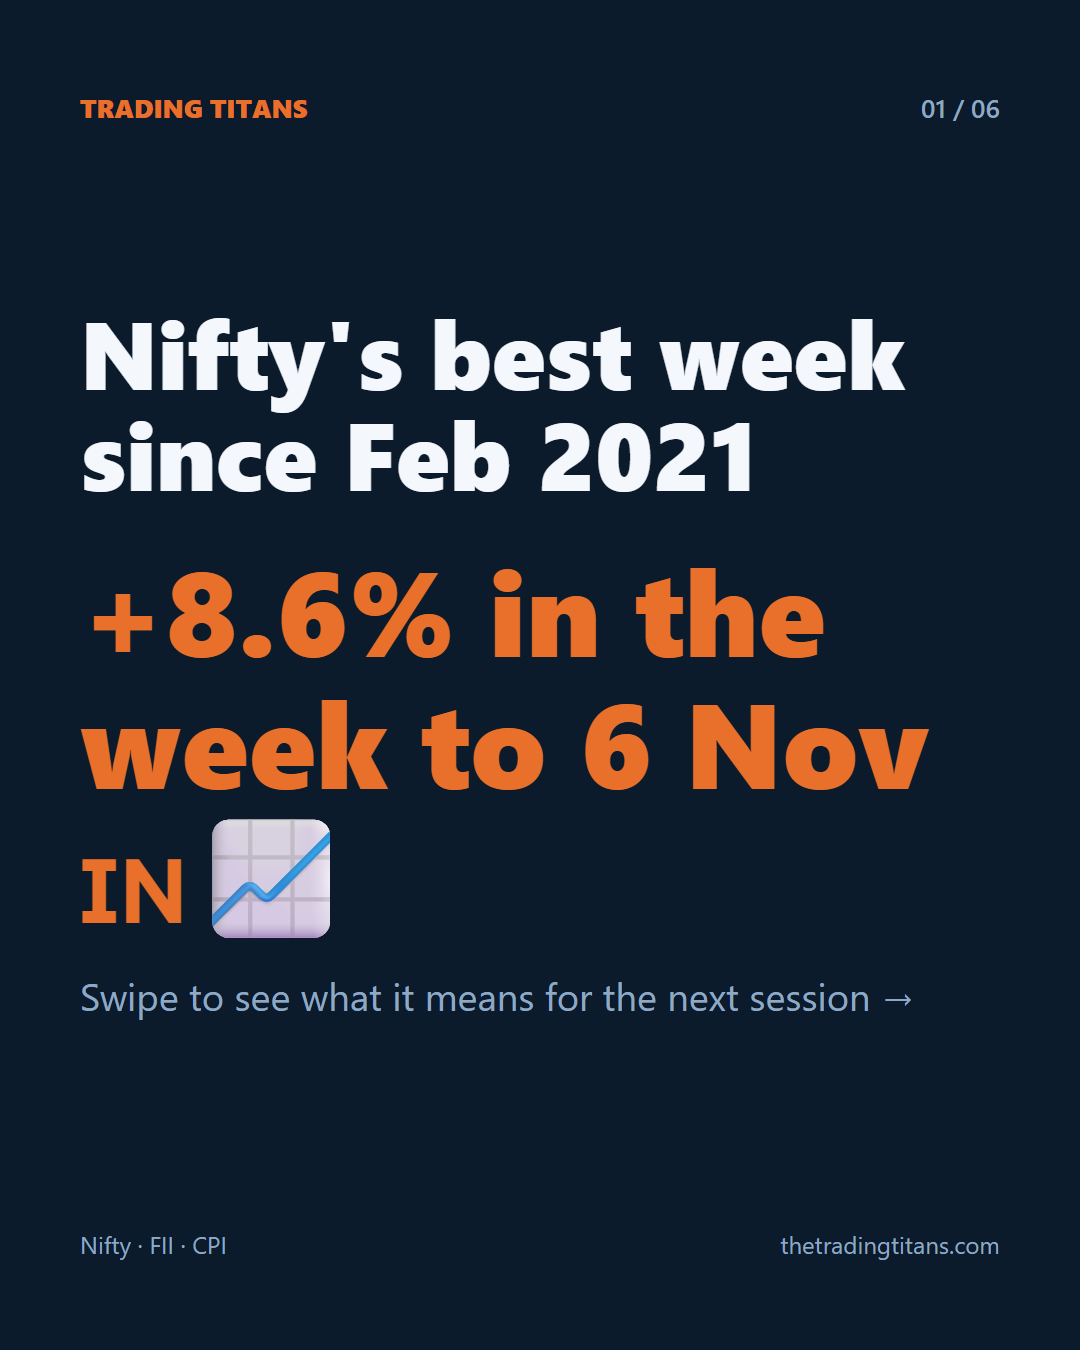 TRADING TITANS
01 / 06
Nifty's best week
since Feb 2021
+8.6% in the
week to 6 Nov
IN
Swipe to see what it means for the next session →
Nifty · FII · CPI
thetradingtitans.com